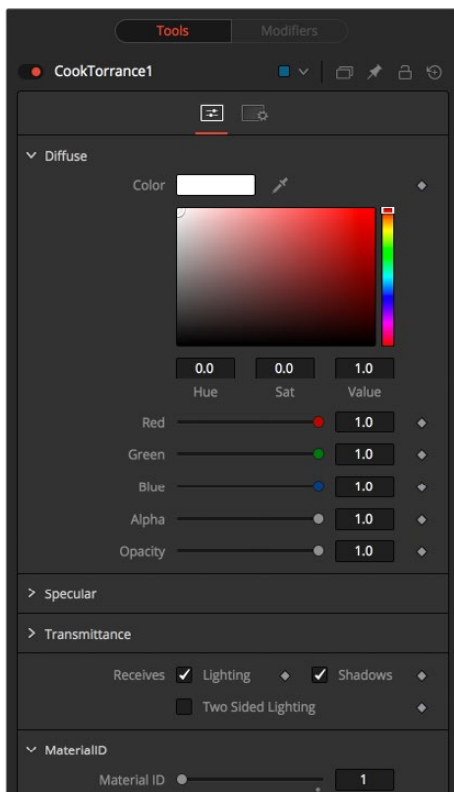 Tools Modifiers
CookTorrance1
Diffuse
Color
0.0 0.0 1.0
Hue Sat Value
Red 1.0
Green 1.0
Blue 1.0
Alpha 1.0
Opacity 1.0
Specular
Transmittance
Receives Lighting Shadows
Two Sided Lighting
MaterialID
Material ID 1